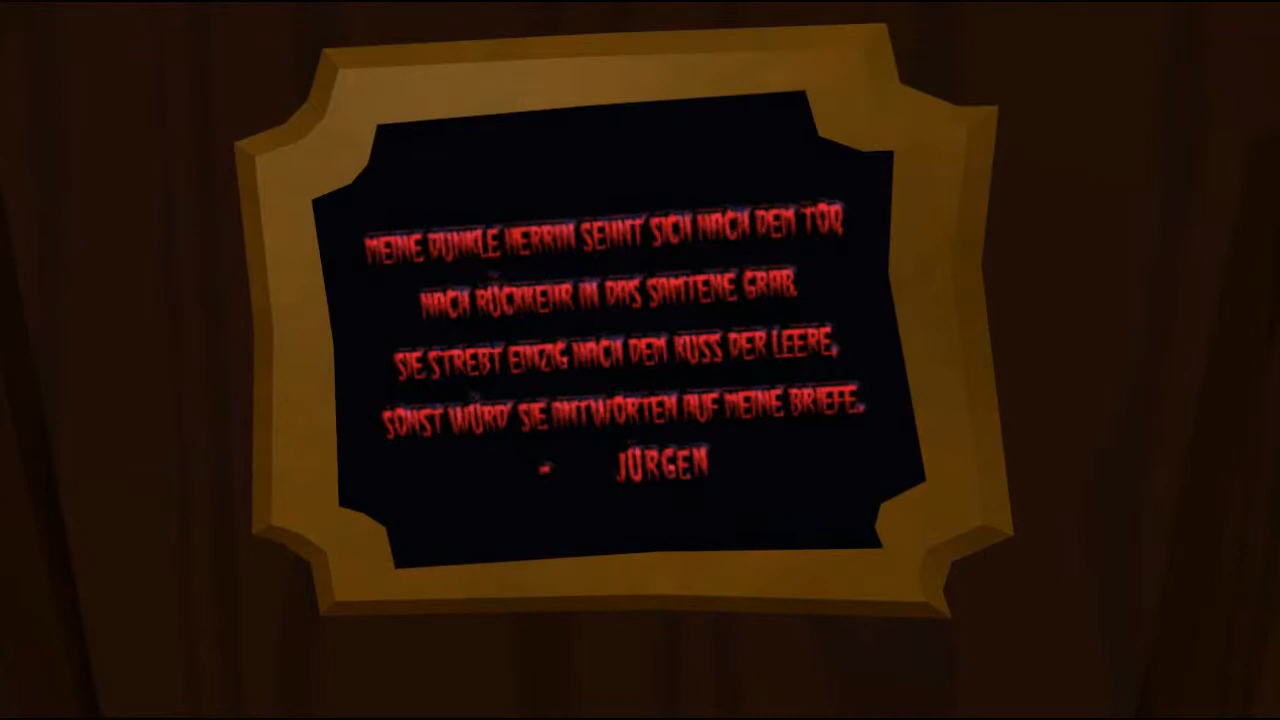 MEINE DUNKLE HERRIN SEHNT SICH NACH DEM TOD,
NACH RÜCKKEHR IN DAS SAMTENE GRAB.
SIE STREBT EINZIG NACH DEM KUSS DER LEERE,
SONST WÜRD' SIE ANTWORTEN AUF MEINE BRIEFE.
- JÜRGEN